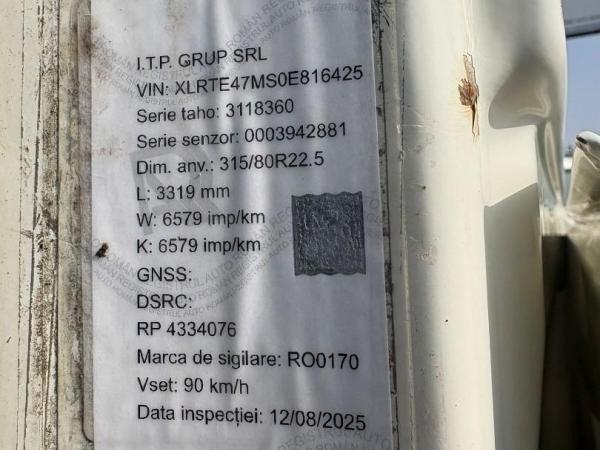 I.T.P. GRUP SRL
VIN: XLRTE47MS0E816425
Serie taho: 3118360
Serie senzor: 0003942881
Dim. anv.: 315/80R22.5
L: 3319 mm
W: 6579 imp/km
K: 6579 imp/km
GNSS:
DSRC:
RP 4334076
Marca de sigilare: RO0170
Vset: 90 km/h
Data inspecției: 12/08/2025